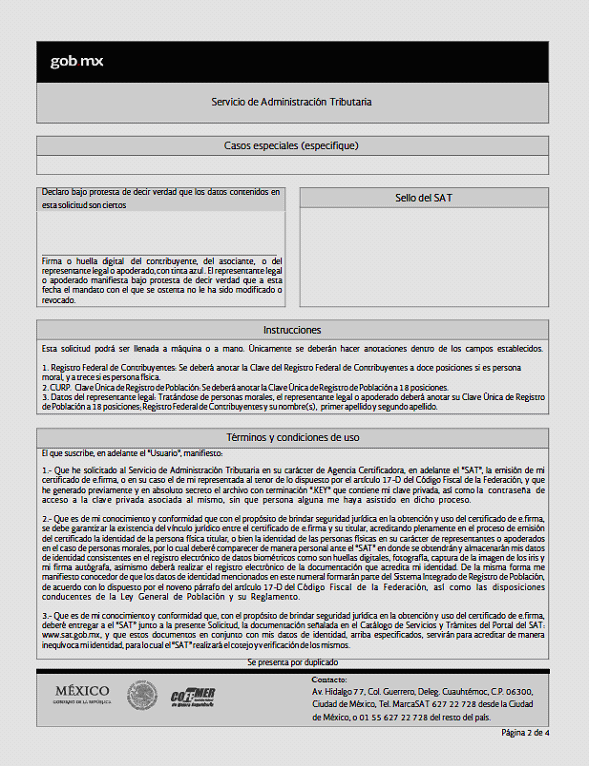 gob mx
Servicio de Administración Tributaria
Casos especiales (especifique)
Declaro bajo protesta de decir verdad que los datos contenidos en
esta solicitud son ciertos
Sello del SAT
Firma o huella digital del contribuyente, del asociante, o del
representante legal o apoderado, con tinta azul. El representante legal
o apoderado manifiesta bajo protesta de decir verdad que a esta
fecha el mandato con el que se ostenta no le ha sido modificado o
revocado.
Instrucciones
Esta solicitud podrá ser llenada a máquina o a mano. Únicamente se deberán hacer anotaciones dentro de los campos establecidos.
1. Registro Federal de Contribuyentes: Se deberá anotar la Clave del Registro Federal de Contribuyentes a doce posiciones si es persona
moral, y a trece si es persona física.
2. CURP. Clave Única de Registro de Población: Se deberá anotar la Clave Única de Registro de Población a 18 posiciones.
3. Datos del representante legal: Tratándose de personas morales, el representante legal o apoderado deberá anotar su Clave Única de Registro
de Población a 18 posiciones; Registro Federal de Contribuyentes y su nombre(s), primer apellido y segundo apellido.
Términos y condiciones de uso
El que suscribe, en adelante el "Usuario", manifiesto:
1.- Que he solicitado al Servicio de Administración Tributaria en su carácter de Agencia Certificadora, en adelante el "SAT", la emisión de mi
certificado de e.firma, o en su caso el de mi representada al tenor de lo dispuesto por el artículo 17-D del Código Fiscal de la Federación, y que
he generado previamente y en absoluto secreto el archivo con terminación ".KEY" que contiene mi clave privada, así como la contraseña de
acceso a la clave privada asociada al mismo, sin que persona alguna me haya asistido en dicho proceso.
2.- Que es de mi conocimiento y conformidad que con el propósito de brindar seguridad jurídica en la obtención y uso del certificado de e.firma,
se debe garantizar la existencia del vínculo jurídico entre el certificado de e.firma y su titular, acreditando plenamente en el proceso de emisión
del certificado la identidad de la persona física titular, o bien la identidad de las personas físicas en su carácter de representantes o apoderados
en el caso de personas morales, por lo cual deberé comparecer de manera personal ante el "SAT" en donde se obtendrán y almacenarán mis datos
de identidad consistentes en el registro electrónico de datos biométricos como son huellas digitales, fotografía, captura de la imagen de los iris y
mi firma autógrafa, asimismo deberá realizar el registro electrónico de la documentación que acredita mi identidad. De la misma forma me
manifiesto conocedor de que los datos de identidad mencionados en este numeral formarán parte del Sistema Integrado de Registro de Población,
de acuerdo con lo dispuesto por el noveno párrafo del artículo 17-D del Código Fiscal de la Federación, así como las disposiciones
conducentes de la Ley General de Población y su Reglamento.
3.- Que es de mi conocimiento y conformidad que, con el propósito de brindar seguridad jurídica en la obtención y uso del certificado de e.firma,
deberé entregar a el "SAT" junto a la presente Solicitud, la documentación señalada en el Catálogo de Servicios y Trámites del Portal del SAT:
www.sat.gob.mx, y que estos documentos en conjunto con mis datos de identidad, arriba especificados, servirán para acreditar de manera
inequívoca mi identidad, para lo cual el "SAT" realizará el cotejo y verificación de los mismos.
Se presenta por duplicado
MÉXICO
GOBIERNO DE LA REPÚBLICA
COFEMER
Contacto:
Av. Hidalgo 77, Col. Guerrero, Deleg. Cuauhtémoc, C.P. 06300,
Ciudad de México, Tel. MarcaSAT 627 22 728 desde la Ciudad
de México, o 01 55 627 22 728 del resto del país.
Página 2 de 4